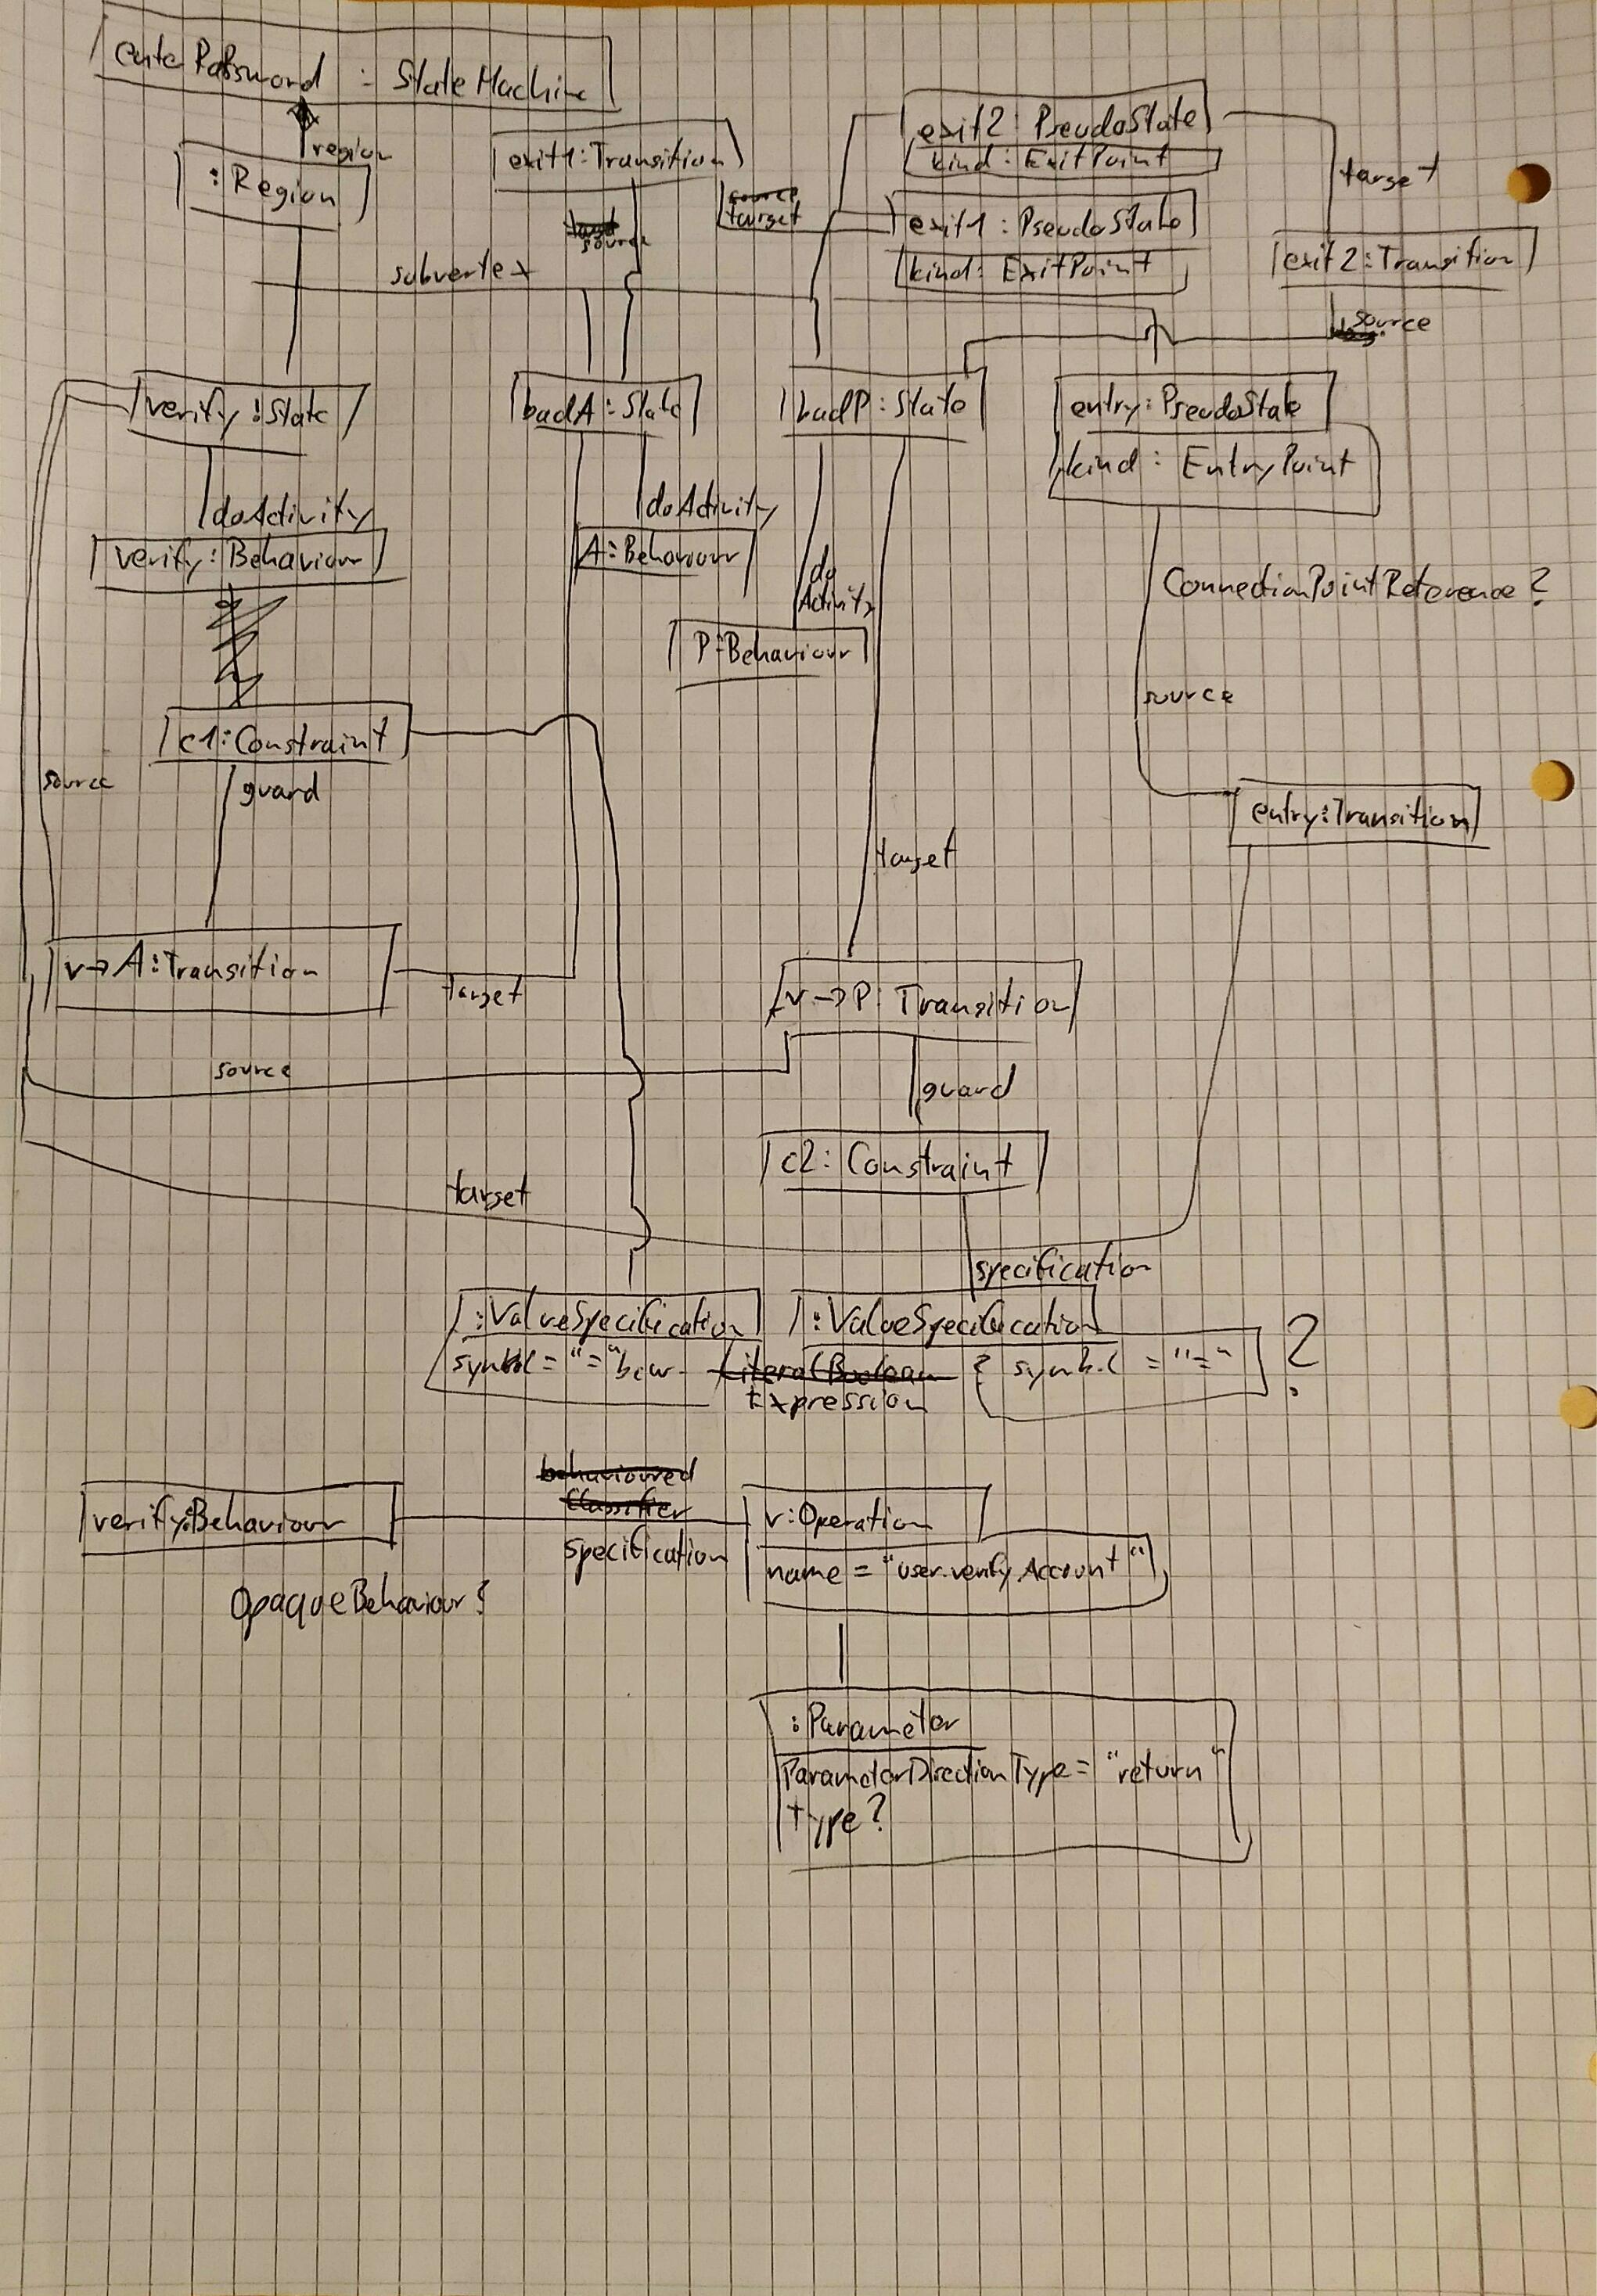 enterPassword : StateMachine
region
:Region
exit1:Transition
exit2: PseudoState
kind: ExitPoint
source
target
target
exit1:PseudoState
kind: ExitPoint
exit2:Transition
source
subvertex
source
verify:State
badA:State
badP:State
entry:PseudoState
kind: EntryPoint
doActivity
doActivity
do
Activity
verify:Behaviour
A:Behaviour
P:Behaviour
ConnectionPointReference?
source
c1:Constraint
source
guard
entry:Transition
target
v→A:Transition
target
v→P:Transition
source
guard
c2:Constraint
target
specification
:ValueSpecification
:ValueSpecification
symbol = "="
bzw.
LiteralBoolean
?
symbol = "="
?
Expression
behavioured
Classifier
verify:Behaviour
specification
v:Operation
name = "user.verifyAccount"
OpaqueBehaviour?
:Parameter
ParameterDirectionType = "return"
type?